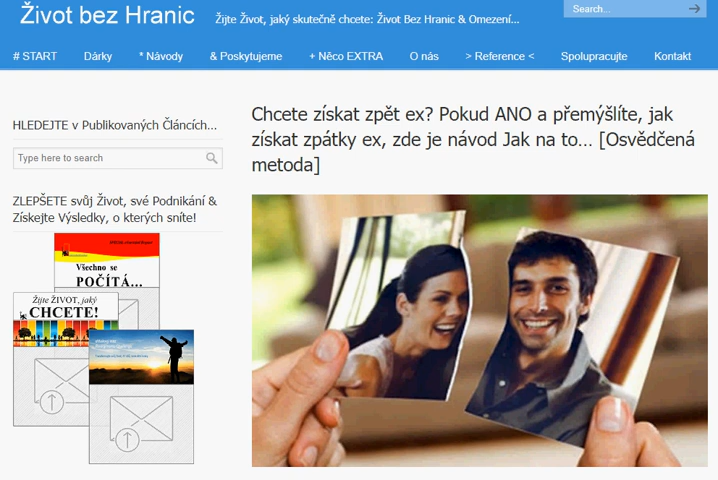 Život bez Hranic
Žijte Život, jaký skutečně chcete: Život Bez Hranic & Omezení...
Search...
# START
Dárky
* Návody
& Poskytujeme
+ Něco EXTRA
O nás
> Reference <
Spolupracujte
Kontakt
HLEDEJTE v Publikovaných Článcích...
Type here to search
ZLEPŠETE svůj Život, své Podnikání &
Získejte Výsledky, o kterých sníte!
Všechno se
POČÍTÁ...
Žijte ŽIVOT, jaký
CHCETE!
Chcete získat zpět ex? Pokud ANO a přemýšlíte, jak
získat zpátky ex, zde je návod Jak na to... [Osvědčená
metoda]